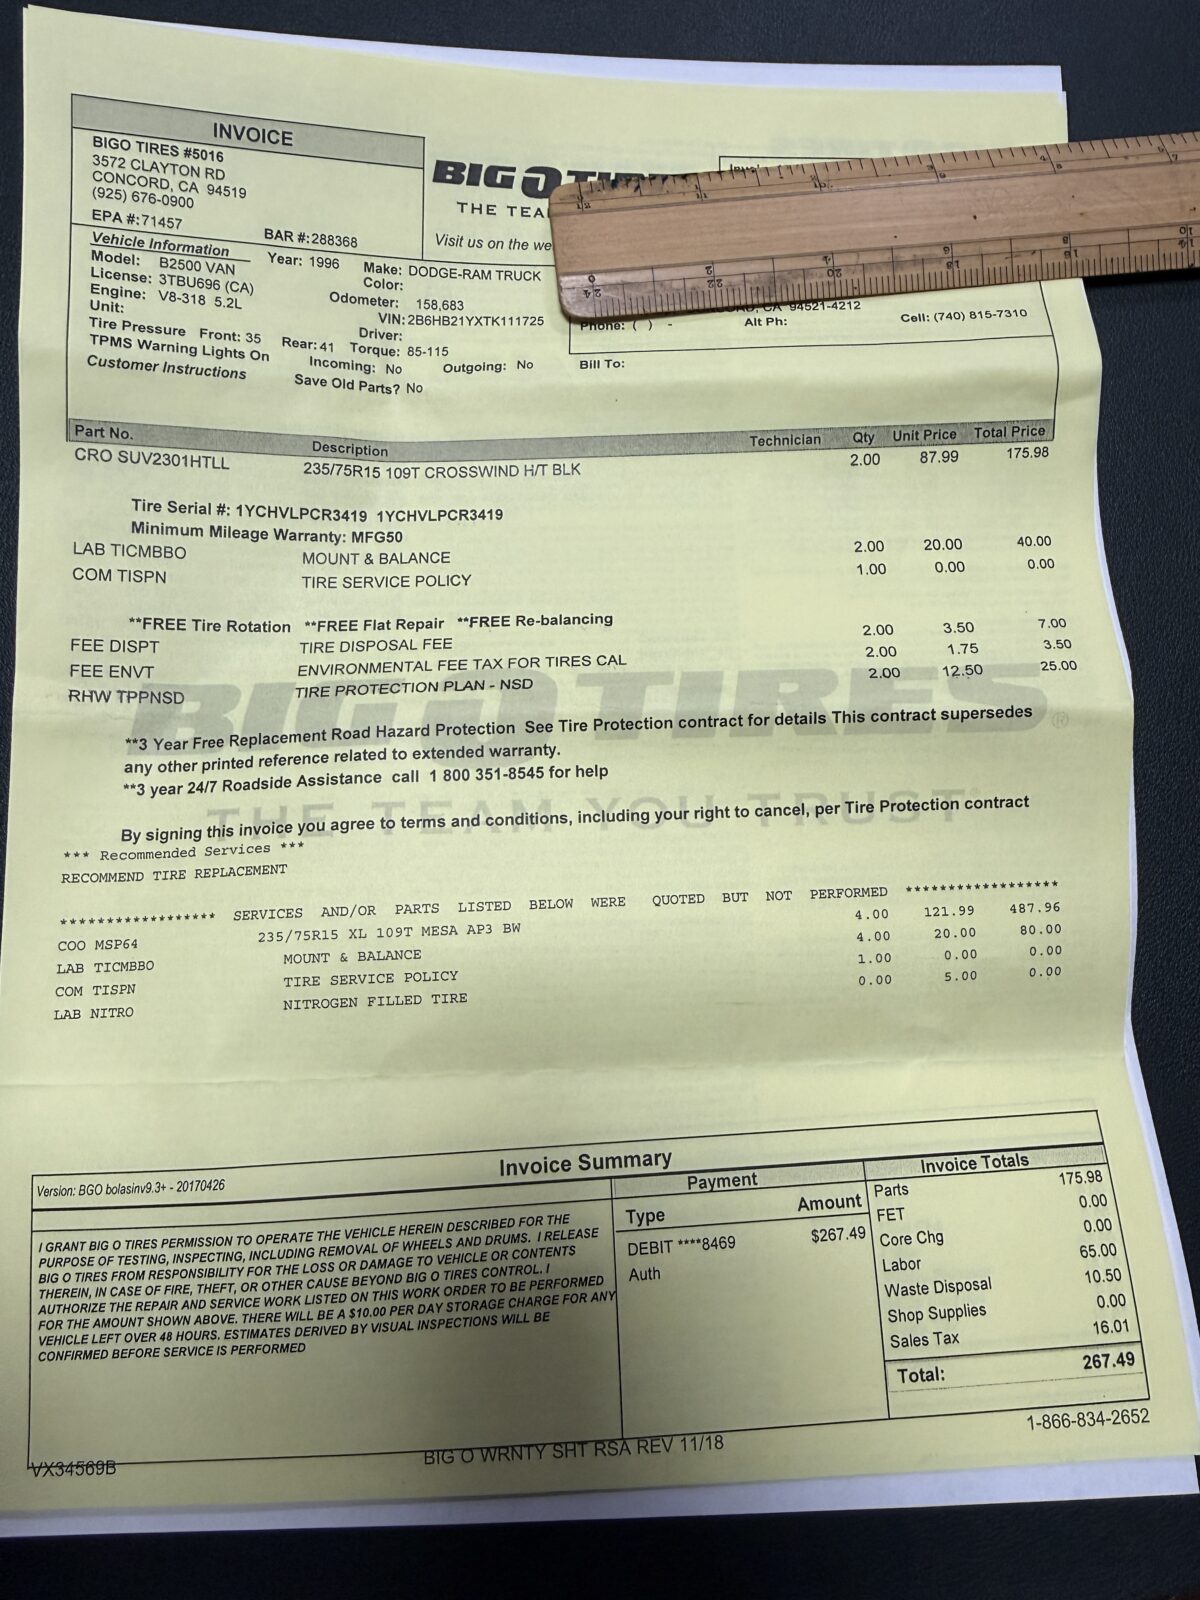 INVOICE
BIGO TIRES #5016
3572 CLAYTON RD
CONCORD, CA 94519
(925) 676-0900
EPA #:71457
BAR #:288368
BIG O TIRES
THE TEA
Visit us on the we
Vehicle Information
Model: B2500 VAN Year: 1996 Make: DODGE-RAM TRUCK
License: 3TBU696 (CA) Color:
Engine: V8-318 5.2L Odometer: 158,683
Unit: VIN:2B6HB21YXTK111725
Driver:
Tire Pressure Front: 35 Rear:41 Torque: 85-115
TPMS Warning Lights On Incoming: No Outgoing: No
Customer Instructions Save Old Parts? No
CA 94521-4212
Phone: ( ) - Alt Ph: Cell: (740) 815-7310
Bill To:
Part No. Description Technician Qty Unit Price Total Price
CRO SUV2301HTLL 235/75R15 109T CROSSWIND H/T BLK 2.00 87.99 175.98
Tire Serial #: 1YCHVLPCR3419 1YCHVLPCR3419
Minimum Mileage Warranty: MFG50
LAB TICMBBO MOUNT & BALANCE 2.00 20.00 40.00
COM TISPN TIRE SERVICE POLICY 1.00 0.00 0.00
**FREE Tire Rotation **FREE Flat Repair **FREE Re-balancing
FEE DISPT TIRE DISPOSAL FEE 2.00 3.50 7.00
FEE ENVT ENVIRONMENTAL FEE TAX FOR TIRES CAL 2.00 1.75 3.50
RHW TPPNSD TIRE PROTECTION PLAN - NSD 2.00 12.50 25.00
BIG O TIRES ®
**3 Year Free Replacement Road Hazard Protection See Tire Protection contract for details This contract supersedes
any other printed reference related to extended warranty.
**3 year 24/7 Roadside Assistance call 1 800 351-8545 for help
THE TEAM YOU TRUST
By signing this invoice you agree to terms and conditions, including your right to cancel, per Tire Protection contract
*** Recommended Services ***
RECOMMEND TIRE REPLACEMENT
****************** SERVICES AND/OR PARTS LISTED BELOW WERE QUOTED BUT NOT PERFORMED ******************
COO MSP64 235/75R15 XL 109T MESA AP3 BW 4.00 121.99 487.96
LAB TICMBBO MOUNT & BALANCE 4.00 20.00 80.00
COM TISPN TIRE SERVICE POLICY 1.00 0.00 0.00
LAB NITRO NITROGEN FILLED TIRE 0.00 5.00 0.00
Invoice Summary
Version: BGO bolasinv9.3+ - 20170426
I GRANT BIG O TIRES PERMISSION TO OPERATE THE VEHICLE HEREIN DESCRIBED FOR THE
PURPOSE OF TESTING, INSPECTING, INCLUDING REMOVAL OF WHEELS AND DRUMS. I RELEASE
BIG O TIRES FROM RESPONSIBILITY FOR THE LOSS OR DAMAGE TO VEHICLE OR CONTENTS
THEREIN, IN CASE OF FIRE, THEFT, OR OTHER CAUSE BEYOND BIG O TIRES CONTROL. I
AUTHORIZE THE REPAIR AND SERVICE WORK LISTED ON THIS WORK ORDER TO BE PERFORMED
FOR THE AMOUNT SHOWN ABOVE. THERE WILL BE A $10.00 PER DAY STORAGE CHARGE FOR ANY
VEHICLE LEFT OVER 48 HOURS. ESTIMATES DERIVED BY VISUAL INSPECTIONS WILL BE
CONFIRMED BEFORE SERVICE IS PERFORMED
Payment
Type Amount
DEBIT ****8469 $267.49
Auth
Invoice Totals
Parts 175.98
FET 0.00
Core Chg 0.00
Labor 65.00
Waste Disposal 10.50
Shop Supplies 0.00
Sales Tax 16.01
Total: 267.49
VX34569B BIG O WRNTY SHT RSA REV 11/18 1-866-834-2652